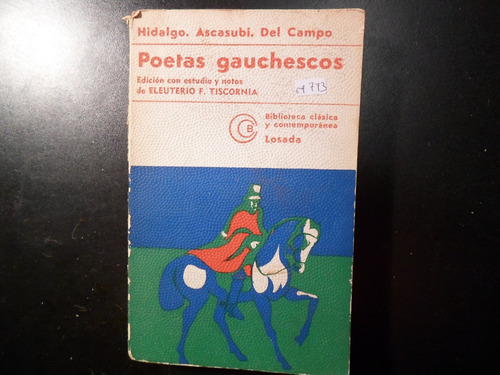 Hidalgo. Ascasubi. Del Campo
Poetas gauchescos
Edición con estudio y notas
de ELEUTERIO F. TISCORNIA
B
Biblioteca clásica
y contemporánea
Losada